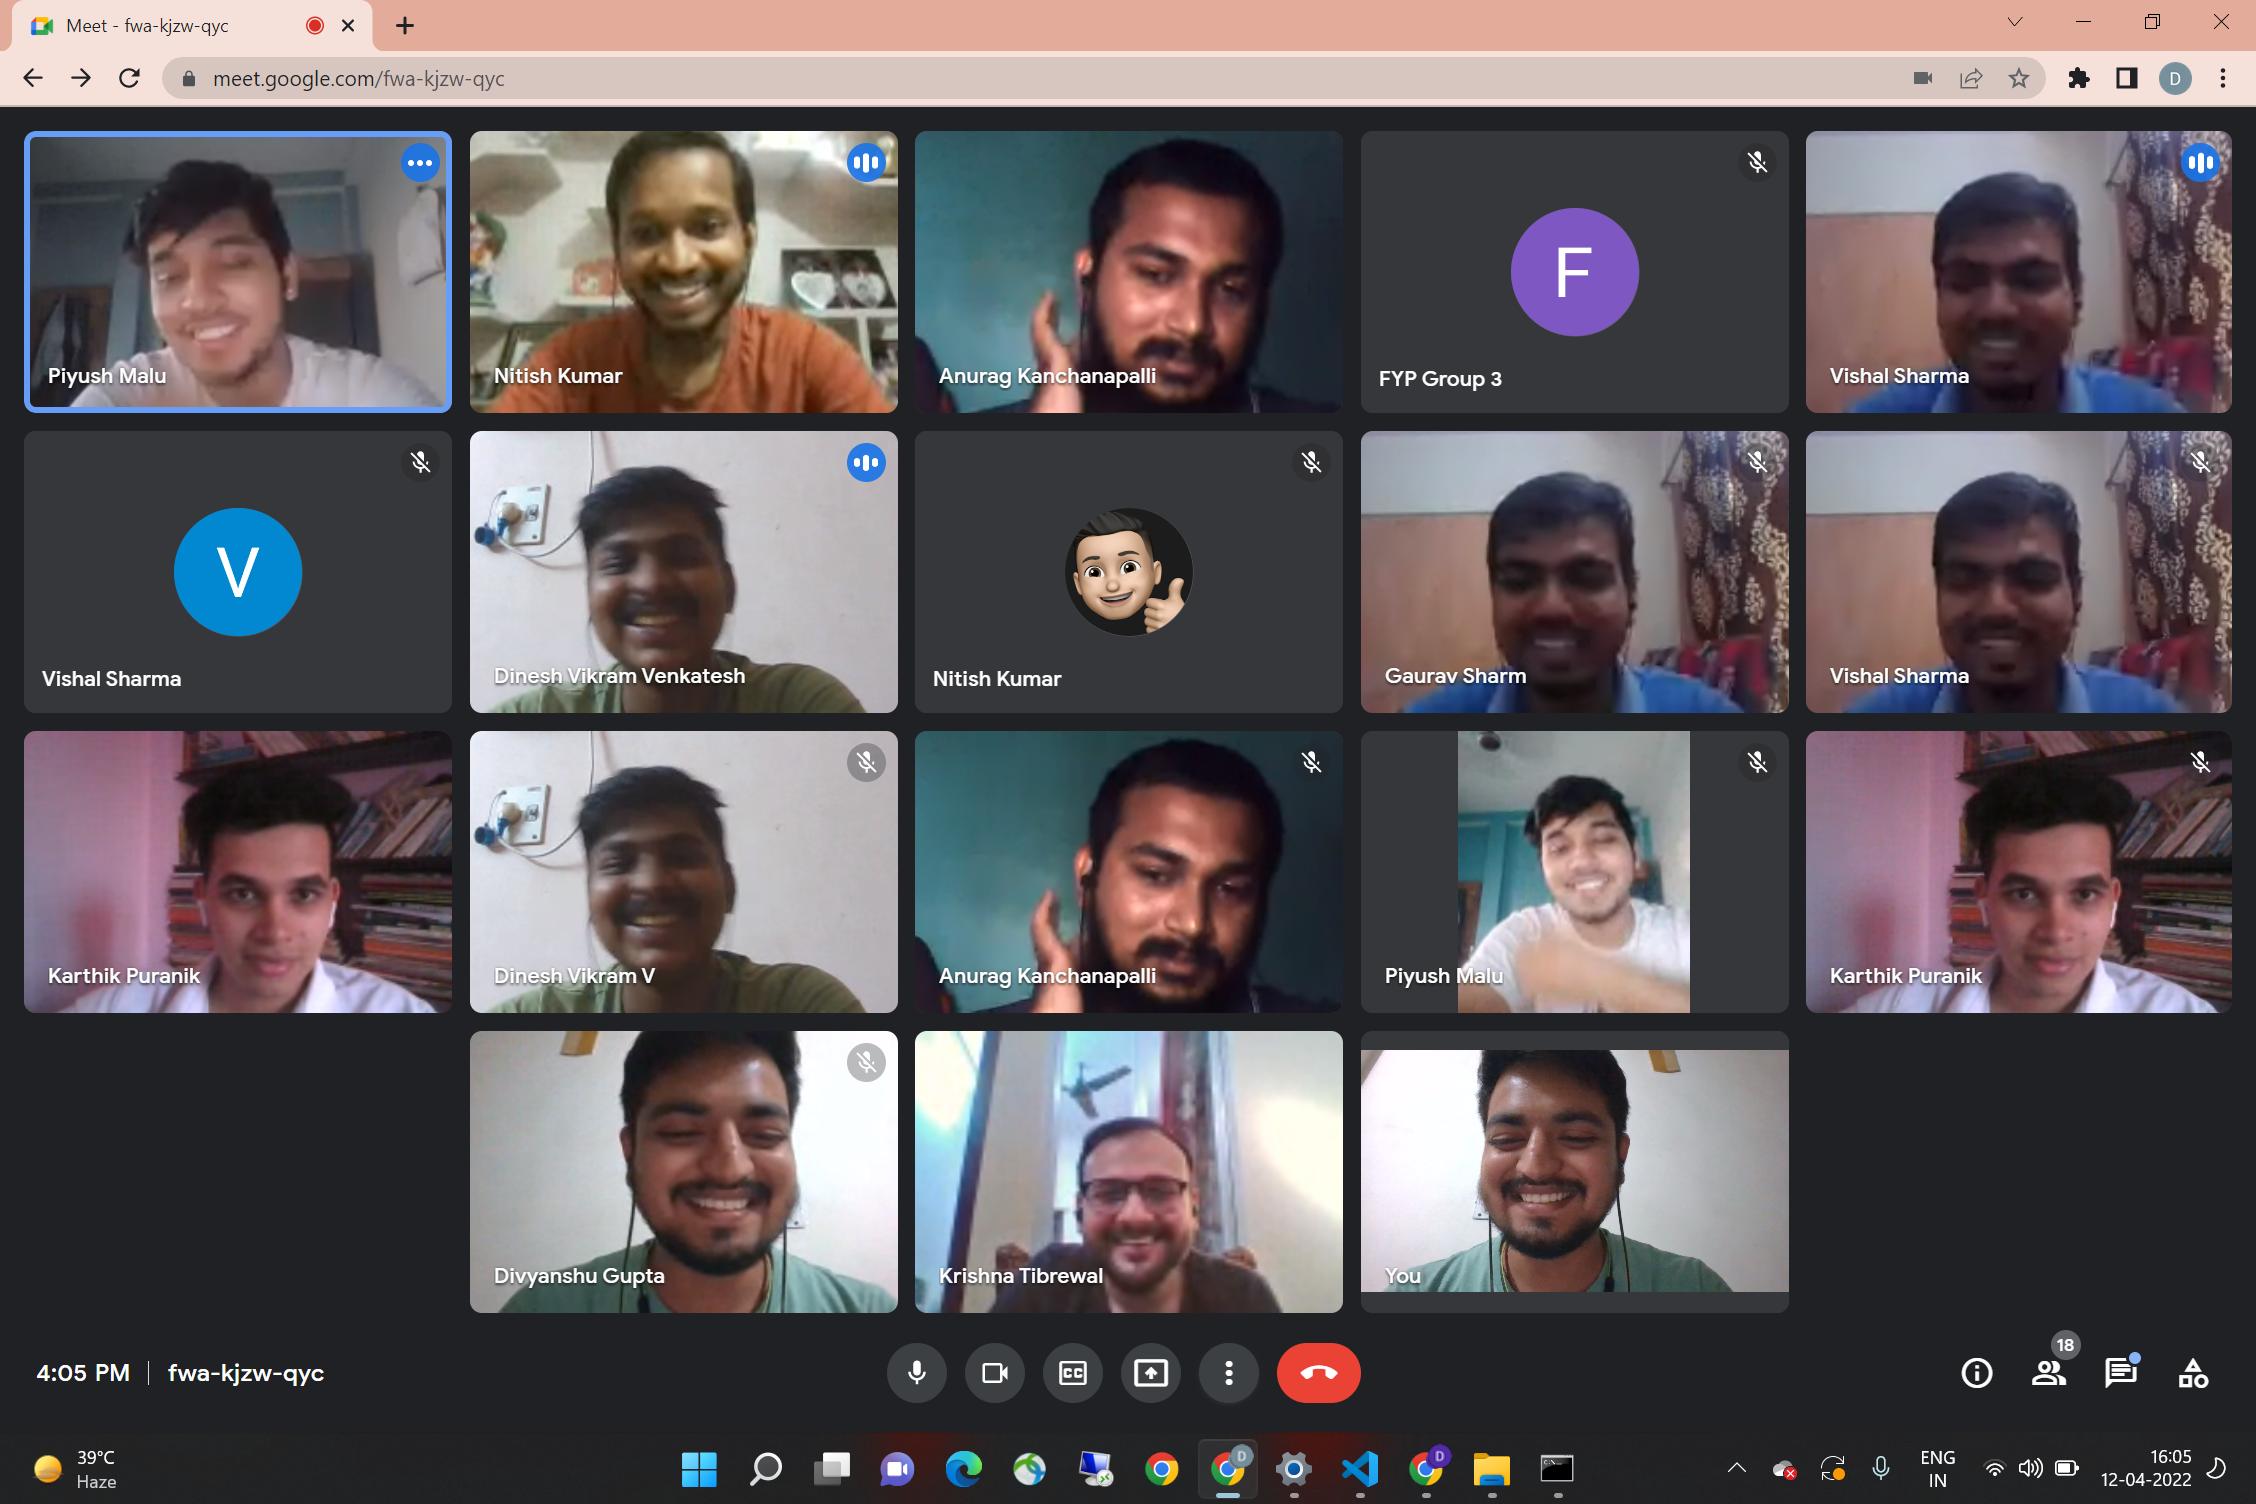 Meet - fwa-kjzw-qyc
meet.google.com/fwa-kjzw-qyc
D
Piyush Malu
Nitish Kumar
Anurag Kanchanapalli
F
FYP Group 3
Vishal Sharma
V
Vishal Sharma
Dinesh Vikram Venkatesh
Nitish Kumar
Gaurav Sharm
Vishal Sharma
Karthik Puranik
Dinesh Vikram V
Anurag Kanchanapalli
Piyush Malu
Karthik Puranik
Divyanshu Gupta
Krishna Tibrewal
You
4:05 PM
fwa-kjzw-qyc
CC
18
39°C
Haze
D
D
ENG
IN
16:05
12-04-2022